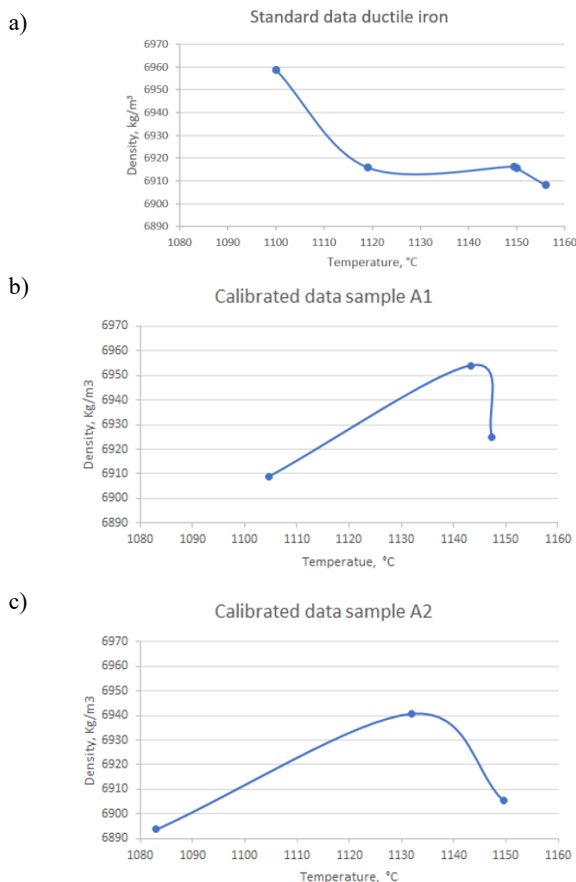 a)
Standard data ductile iron
6970
6960
6950
6940
6930
6920
6910
6900
6890
Density, kg/m³
1080 1090 1100 1110 1120 1130 1140 1150 1160
Temperature, °C
b)
Calibrated data sample A1
6970
6960
6950
6940
6930
6920
6910
6900
6890
Density, Kg/m3
1080 1090 1100 1110 1120 1130 1140 1150 1160
Temperatue, °C
c)
Calibrated data sample A2
6970
6960
6950
6940
6930
6920
6910
6900
6890
Density, Kg/m3
1080 1090 1100 1110 1120 1130 1140 1150 1160
Temperature, °C